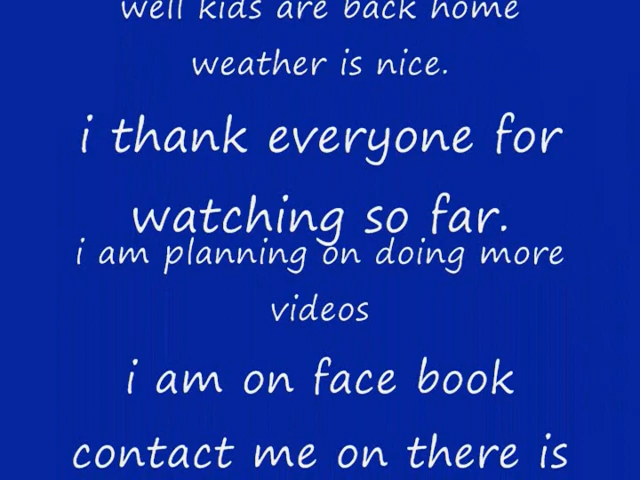 well kids are back home
weather is nice.
i thank everyone for
watching so far.
i am planning on doing more
videos
i am on face book
contact me on there is